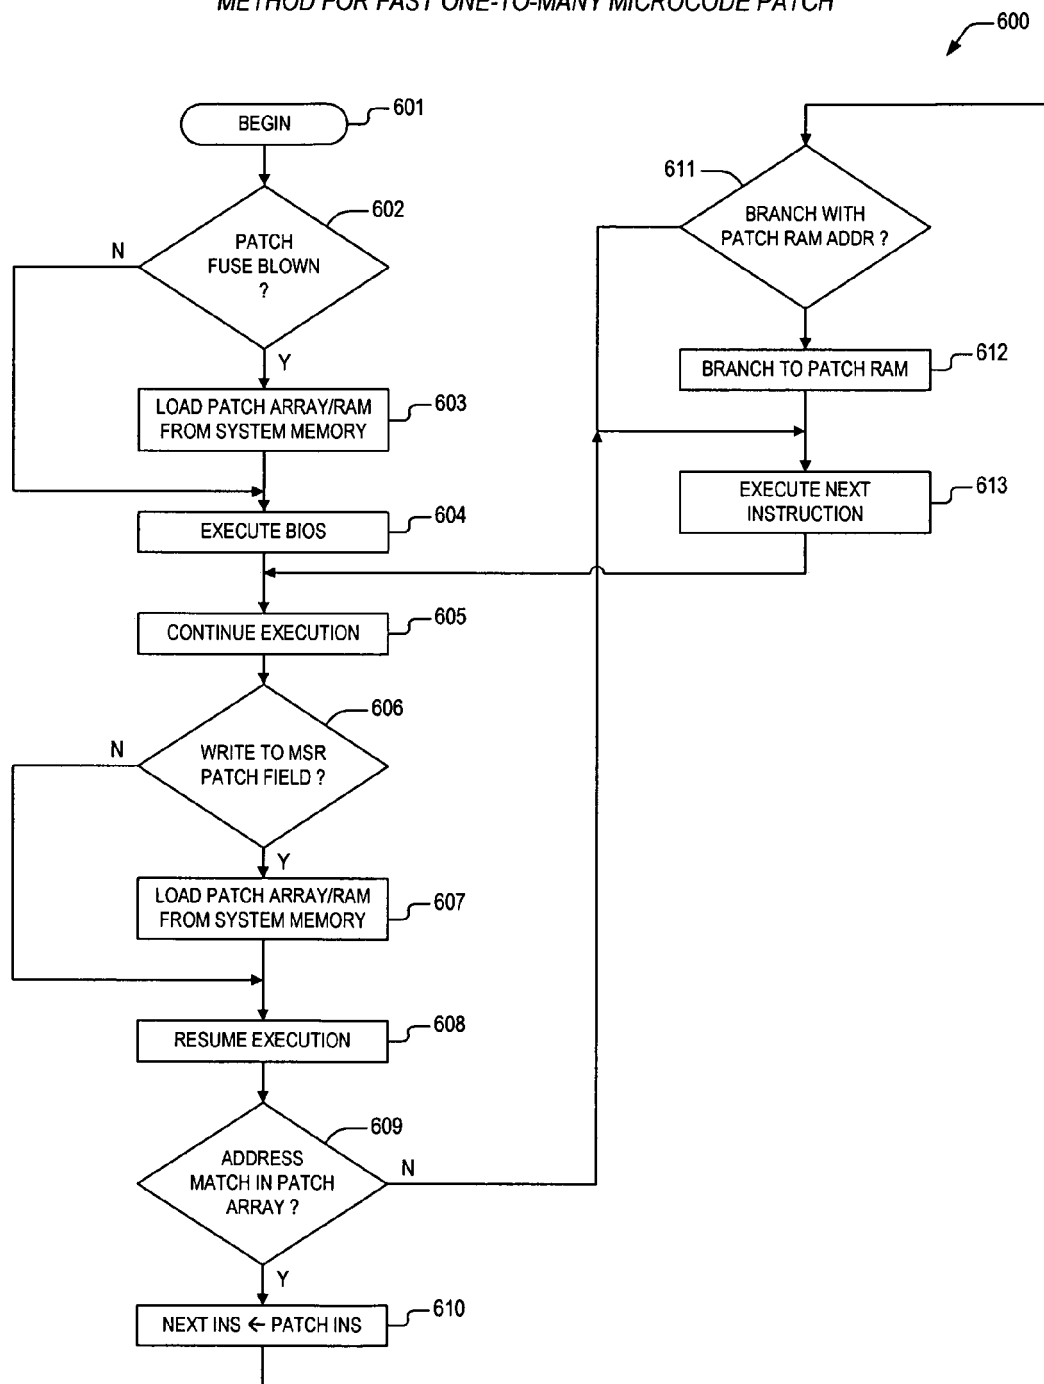 METHOD FOR FAST ONE-TO-MANY MICROCODE PATCH
600
BEGIN
601
PATCH
FUSE BLOWN
?
602
N
Y
LOAD PATCH ARRAY/RAM
FROM SYSTEM MEMORY
603
EXECUTE BIOS
604
CONTINUE EXECUTION
605
WRITE TO MSR
PATCH FIELD ?
606
N
Y
LOAD PATCH ARRAY/RAM
FROM SYSTEM MEMORY
607
RESUME EXECUTION
608
ADDRESS
MATCH IN PATCH
ARRAY ?
609
N
Y
NEXT INS ← PATCH INS
610
611
BRANCH WITH
PATCH RAM ADDR ?
BRANCH TO PATCH RAM
612
EXECUTE NEXT
INSTRUCTION
613